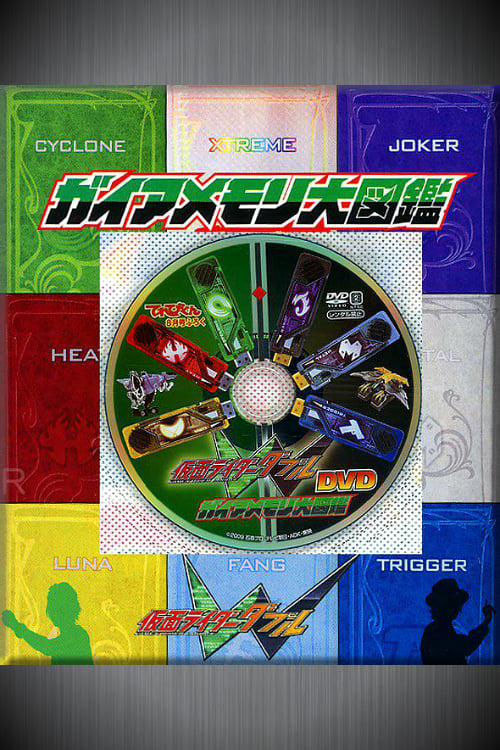 CYCLONE
XTREME
JOKER
ガイアメモリ大図鑑
てれびくん
8月号ふろく
DVD
VIDEO
レンタル禁止
HEA
TAL
R
仮面ライダーダブル
DVD
ガイアメモリ大図鑑
LUNA
FANG
TRIGGER
仮面ライダーダブル